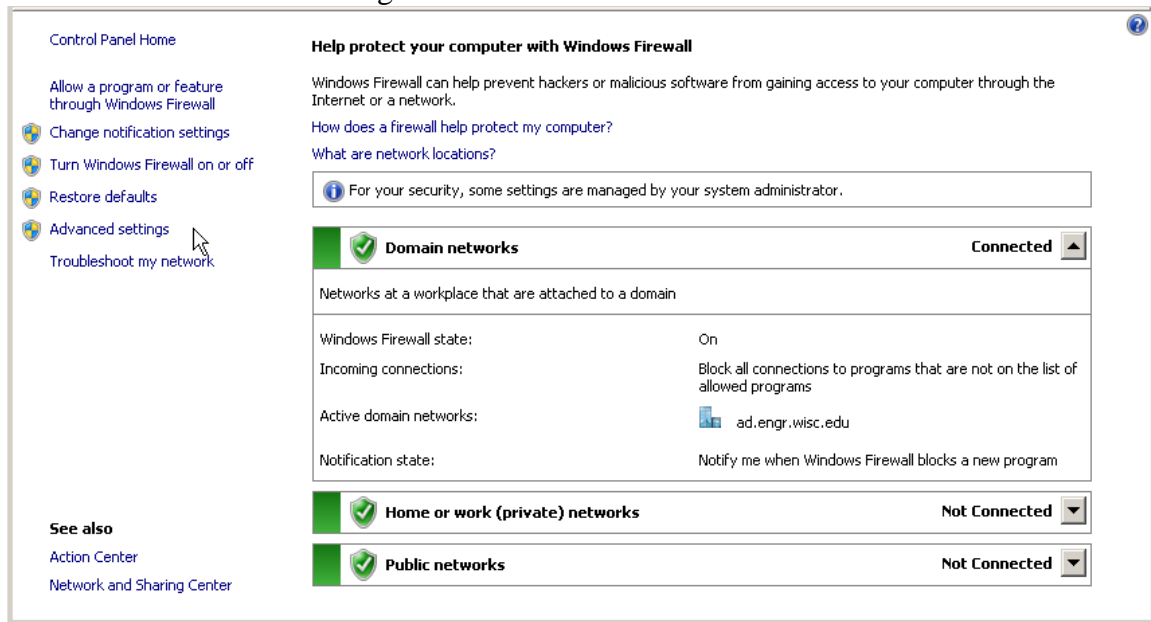 Control Panel Home
Allow a program or feature
through Windows Firewall
Change notification settings
Turn Windows Firewall on or off
Restore defaults
Advanced settings
Troubleshoot my network
See also
Action Center
Network and Sharing Center
Help protect your computer with Windows Firewall
Windows Firewall can help prevent hackers or malicious software from gaining access to your computer through the
Internet or a network.
How does a firewall help protect my computer?
What are network locations?
For your security, some settings are managed by your system administrator.
Domain networks Connected
Networks at a workplace that are attached to a domain
Windows Firewall state: On
Incoming connections: Block all connections to programs that are not on the list of
allowed programs
Active domain networks: ad.engr.wisc.edu
Notification state: Notify me when Windows Firewall blocks a new program
Home or work (private) networks Not Connected
Public networks Not Connected